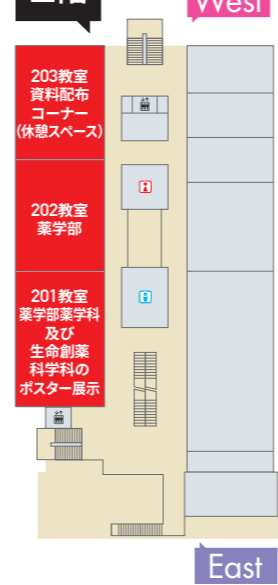 West
203教室
資料配布
コーナー
(休憩スペース)
202教室
薬学部
201教室
薬学部薬学科
及び
生命創薬
科学科の
ポスター展示
East